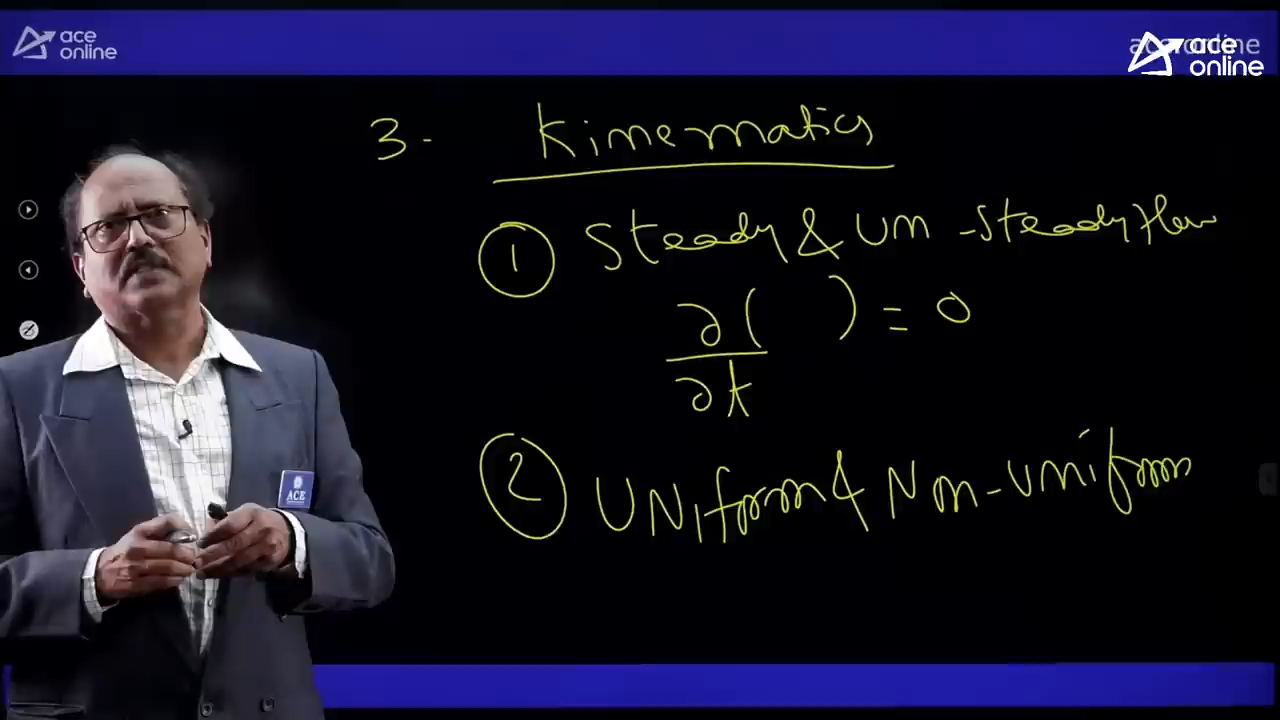 ace online
ace online
3. Kinematics
① Steady & Un-steady flow
∂( )/∂t = 0
② UNiform & Non-uniform
ACE